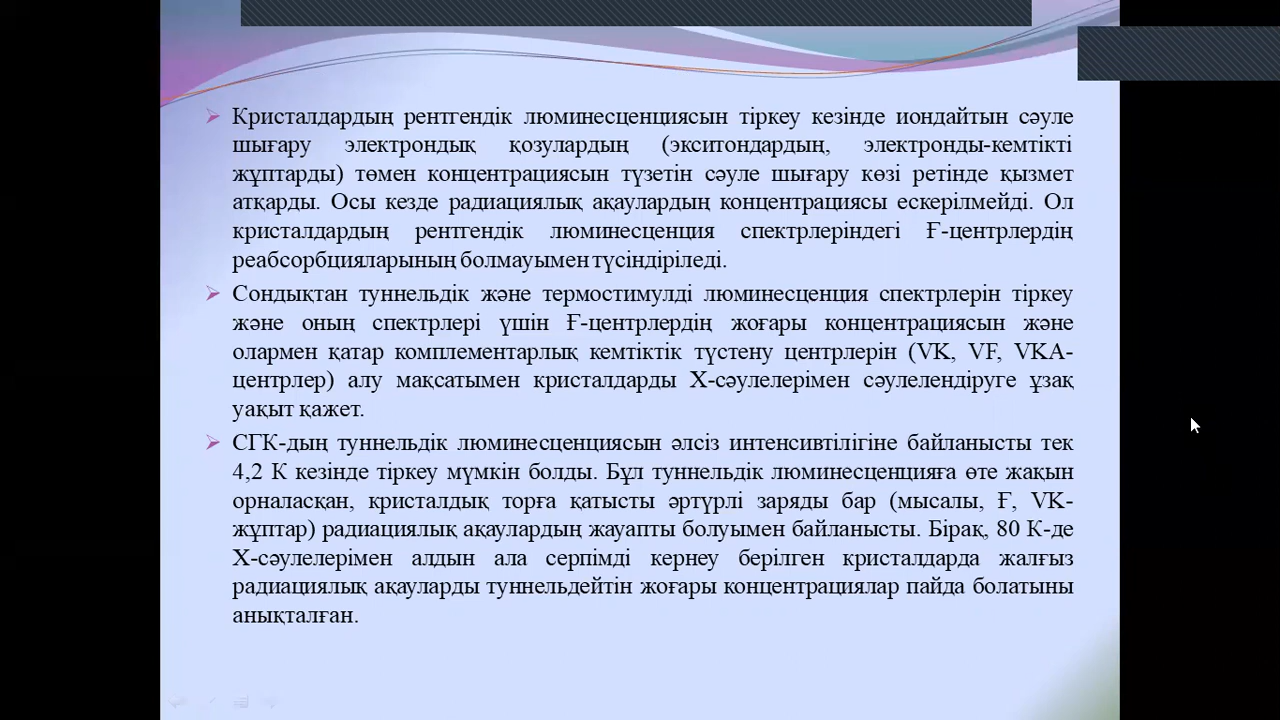 Кристалдардың рентгендік люминесценциясын тіркеу кезінде иондайтын сәуле
шығару электрондық қозулардың (экситондардың, электронды-кемтікті
жұптарды) төмен концентрациясын түзетін сәуле шығару көзі ретінде қызмет
атқарды. Осы кезде радиациялық ақаулардың концентрациясы ескерілмейді. Ол
кристалдардың рентгендік люминесценция спектрлеріндегі Ғ-центрлердің
реабсорбцияларының болмауымен түсіндіріледі.
Сондықтан туннельдік және термостимулді люминесценция спектрлерін тіркеу
және оның спектрлері үшін Ғ-центрлердің жоғары концентрациясын және
олармен қатар комплементарлық кемтіктік түстену центрлерін (VK, VF, VKA-
центрлер) алу мақсатымен кристалдарды Х-сәулелерімен сәулелендіруге ұзақ
уақыт қажет.
СГК-дың туннельдік люминесценциясын әлсіз интенсивтілігіне байланысты тек
4,2 К кезінде тіркеу мүмкін болды. Бұл туннельдік люминесценцияға өте жақын
орналасқан, кристалдық торға қатысты әртүрлі заряды бар (мысалы, Ғ, VK-
жұптар) радиациялық ақаулардың жауапты болуымен байланысты. Бірақ, 80 К-де
Х-сәулелерімен алдын ала серпімді кернеу берілген кристалдарда жалғыз
радиациялық ақауларды туннельдейтін жоғары концентрациялар пайда болатыны
анықталған.